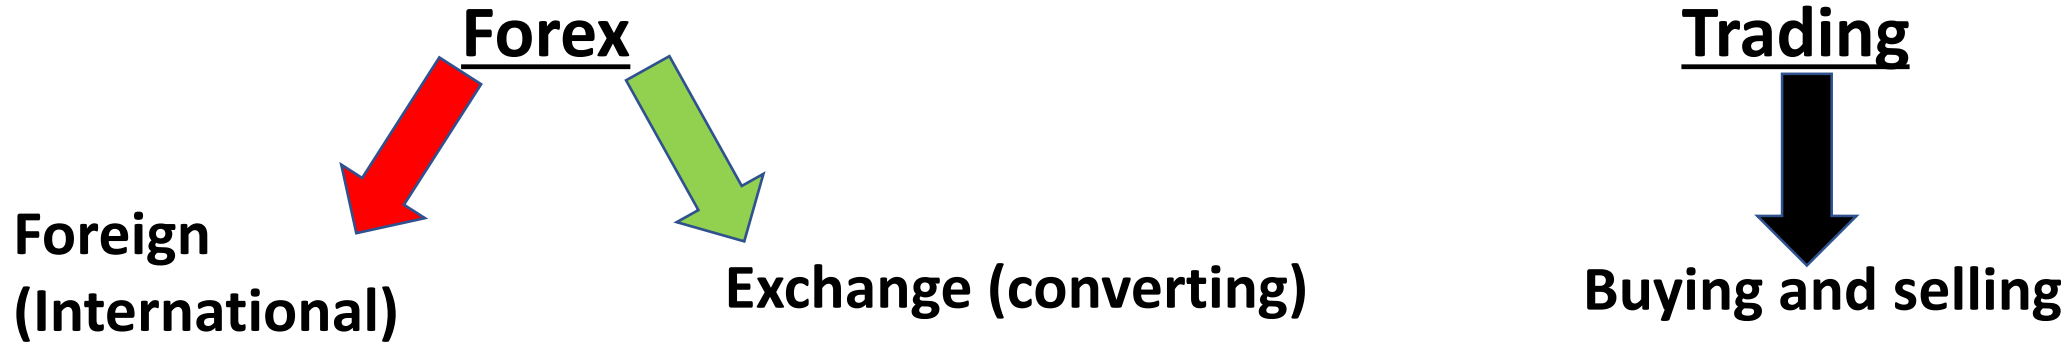 Forex
Trading
Foreign
(International)
Exchange (converting)
Buying and selling